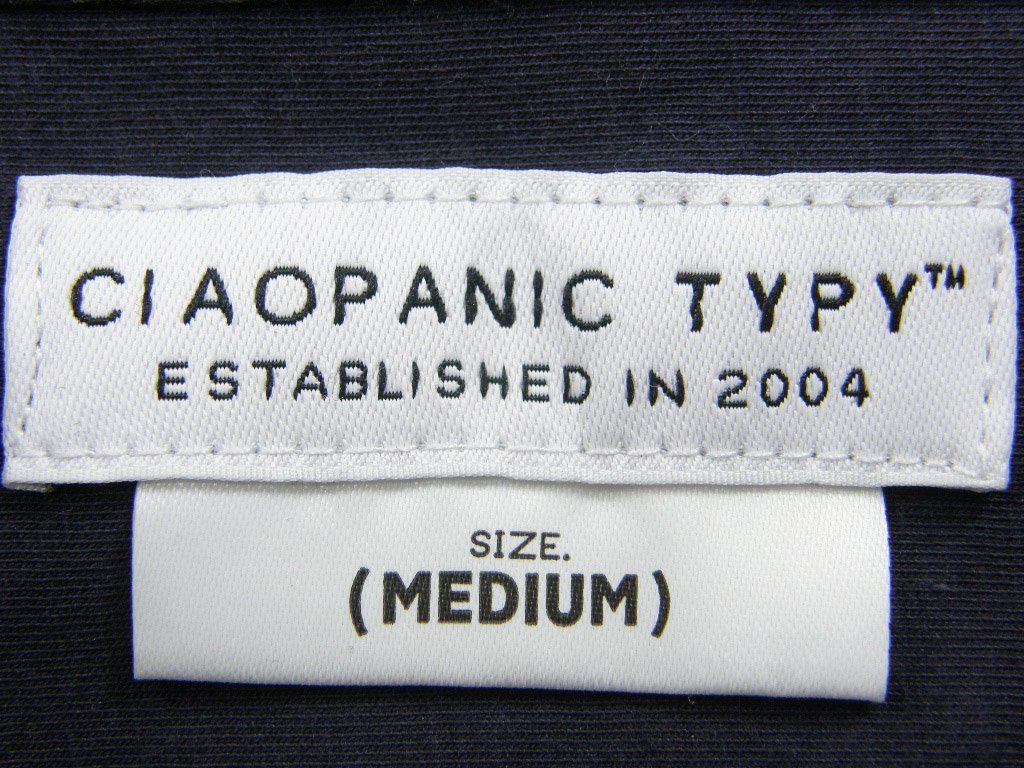 CIAOPANIC TYPY™
ESTABLISHED IN 2004
SIZE.
(MEDIUM)